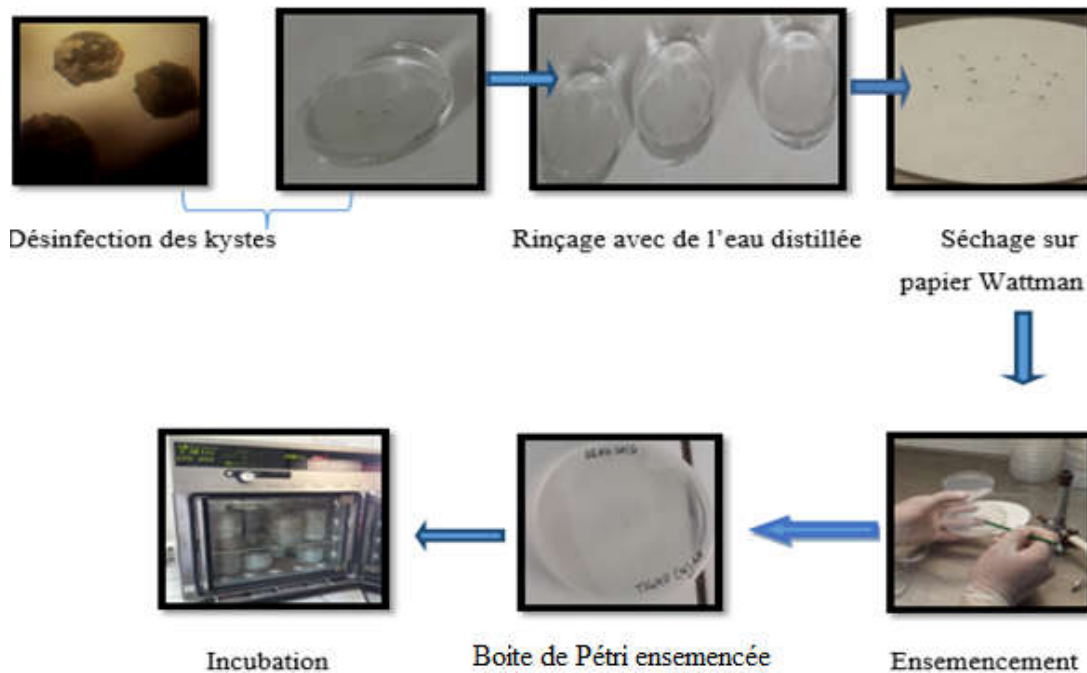 Désinfection des kystes
Rinçage avec de l’eau distillée
Séchage sur
papier Wattman
Ensemencement
Boite de Pétri ensemencée
Incubation